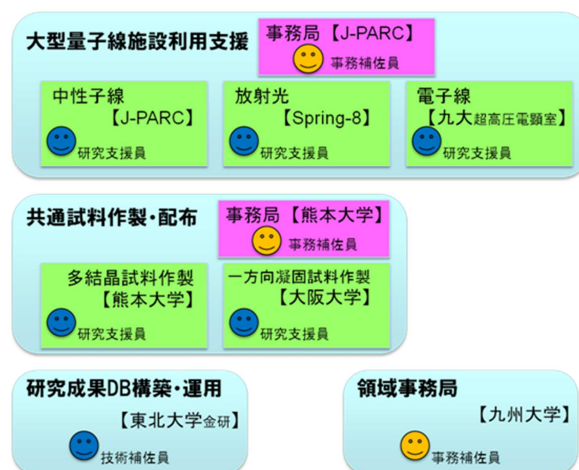 大型量子線施設利用支援
事務局【J-PARC】
事務補佐員
中性子線
【J-PARC】
研究支援員
放射光
【Spring-8】
研究支援員
電子線
【九大超高圧電顕室】
研究支援員
共通試料作製・配布
事務局【熊本大学】
事務補佐員
多結晶試料作製
【熊本大学】
研究支援員
一方向凝固試料作製
【大阪大学】
研究支援員
研究成果DB構築・運用
【東北大学金研】
技術補佐員
領域事務局
【九州大学】
事務補佐員